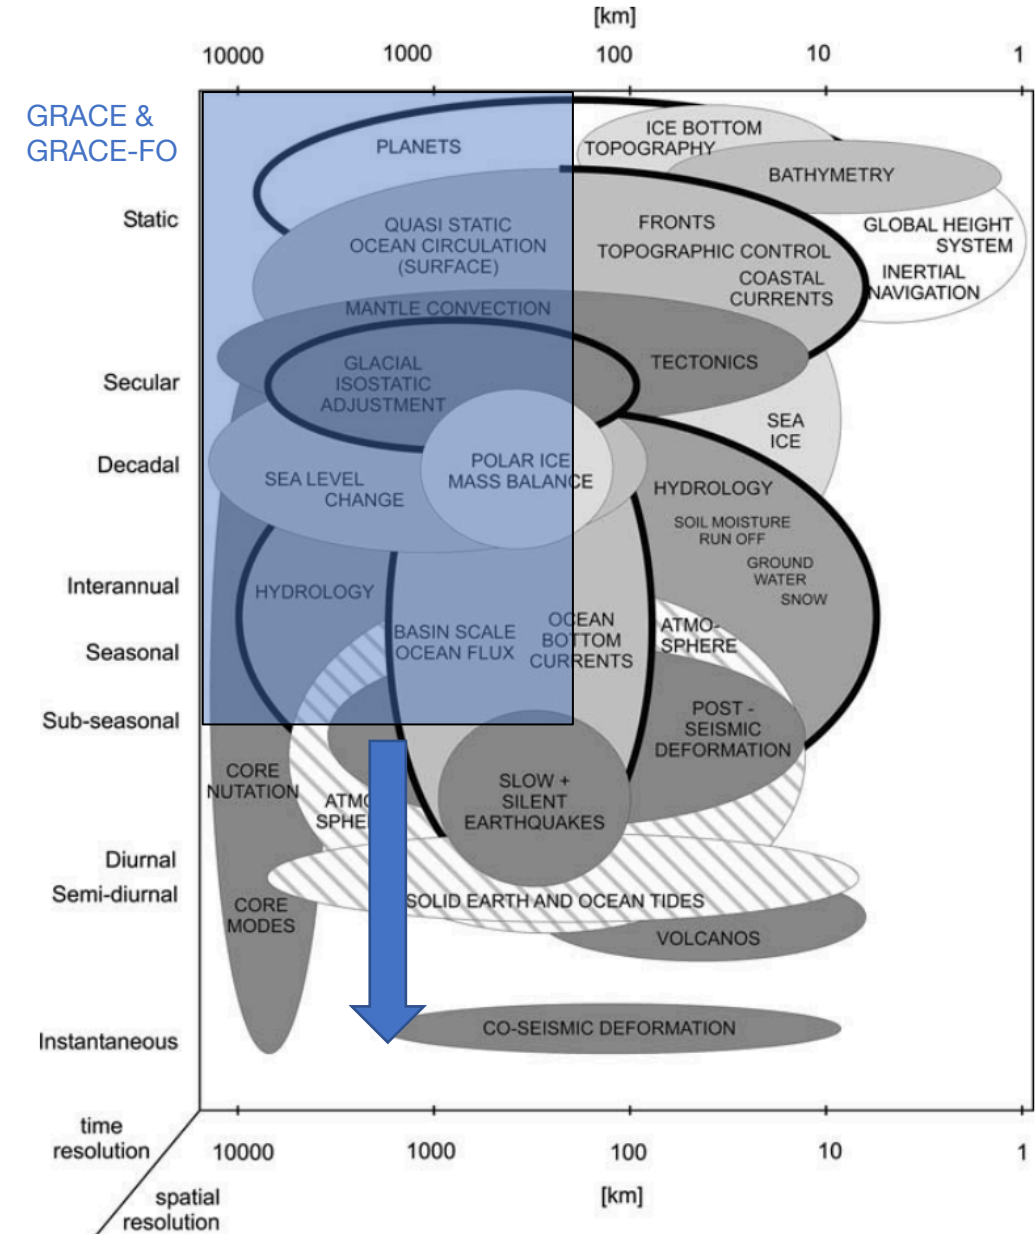 [km]
10000 1000 100 10 1
GRACE &
GRACE-FO
PLANETS
ICE BOTTOM
TOPOGRAPHY
BATHYMETRY
Static
QUASI STATIC
OCEAN CIRCULATION
(SURFACE)
FRONTS
TOPOGRAPHIC CONTROL
COASTAL
CURRENTS
GLOBAL HEIGHT
SYSTEM
INERTIAL
NAVIGATION
MANTLE CONVECTION
Secular
GLACIAL
ISOSTATIC
ADJUSTMENT
TECTONICS
SEA
ICE
Decadal
SEA LEVEL
CHANGE
POLAR ICE
MASS BALANCE
HYDROLOGY
SOIL MOISTURE
RUN OFF
GROUND
WATER
SNOW
Interannual
HYDROLOGY
Seasonal
BASIN SCALE
OCEAN FLUX
OCEAN
BOTTOM
CURRENTS
ATMO-
SPHERE
Sub-seasonal
POST -
SEISMIC
DEFORMATION
CORE
NUTATION
ATMO
SPHE
SLOW +
SILENT
EARTHQUAKES
Diurnal
Semi-diurnal
CORE
MODES
SOLID EARTH AND OCEAN TIDES
VOLCANOS
Instantaneous
CO-SEISMIC DEFORMATION
time
resolution
10000 1000 100 10 1
spatial
resolution
[km]